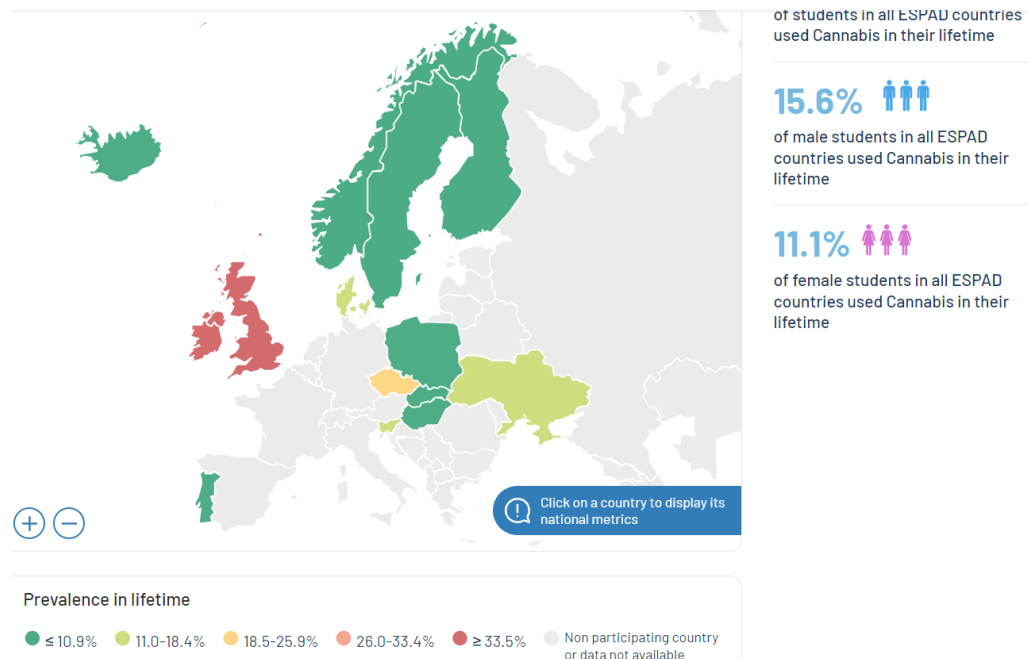 of students in all ESPAD countries
used Cannabis in their lifetime
15.6%
of male students in all ESPAD
countries used Cannabis in their
lifetime
11.1%
of female students in all ESPAD
countries used Cannabis in their
lifetime
Click on a country to display its
national metrics
Prevalence in lifetime
≤ 10.9%
11.0-18.4%
18.5-25.9%
26.0-33.4%
≥ 33.5%
Non participating country
or data not available